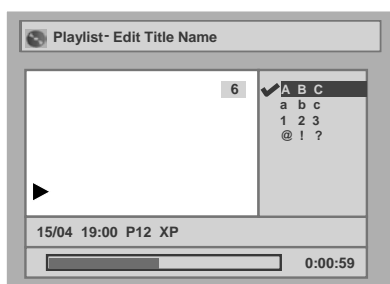 Playlist- Edit Title Name
6
A B C
a b c
1 2 3
@ ! ?
15/04 19:00 P12 XP
0:00:59